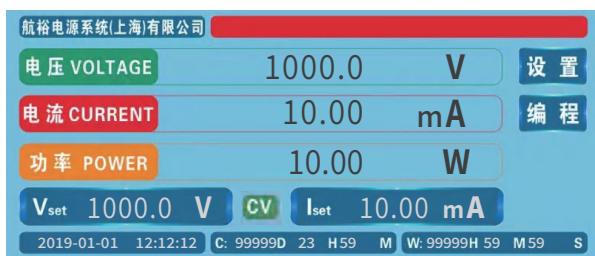 航裕电源系统(上海)有限公司
电压 VOLTAGE 1000.0 V 设置
电流 CURRENT 10.00 mA 编程
功率 POWER 10.00 W
Vset 1000.0 V CV Iset 10.00 mA
2019-01-01 12:12:12 C: 99999D 23 H59 M W: 99999H 59 M59 S